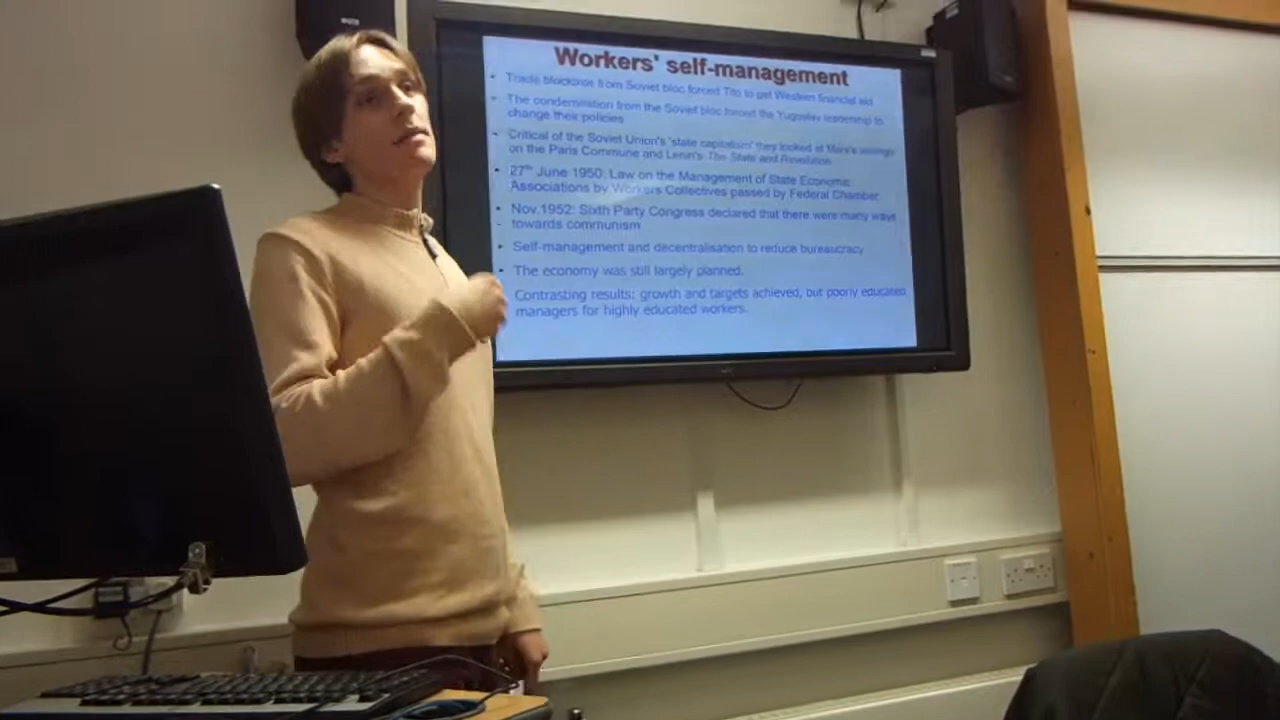 Workers' self-management
• Trade blockade from Soviet bloc forced Tito to get Western financial aid
• The condemnation from the Soviet bloc forced the Yugoslav leadership to
change their policies
• Critical of the Soviet Union's 'state capitalism' they looked at Marx's writings
on the Paris Commune and Lenin's The State and Revolution
• 27th June 1950: Law on the Management of State Economic
Associations by Workers Collectives passed by Federal Chamber
• Nov.1952: Sixth Party Congress declared that there were many ways
towards communism
• Self-management and decentralisation to reduce bureaucracy
• The economy was still largely planned.
Contrasting results: growth and targets achieved, but poorly educated
managers for highly educated workers.